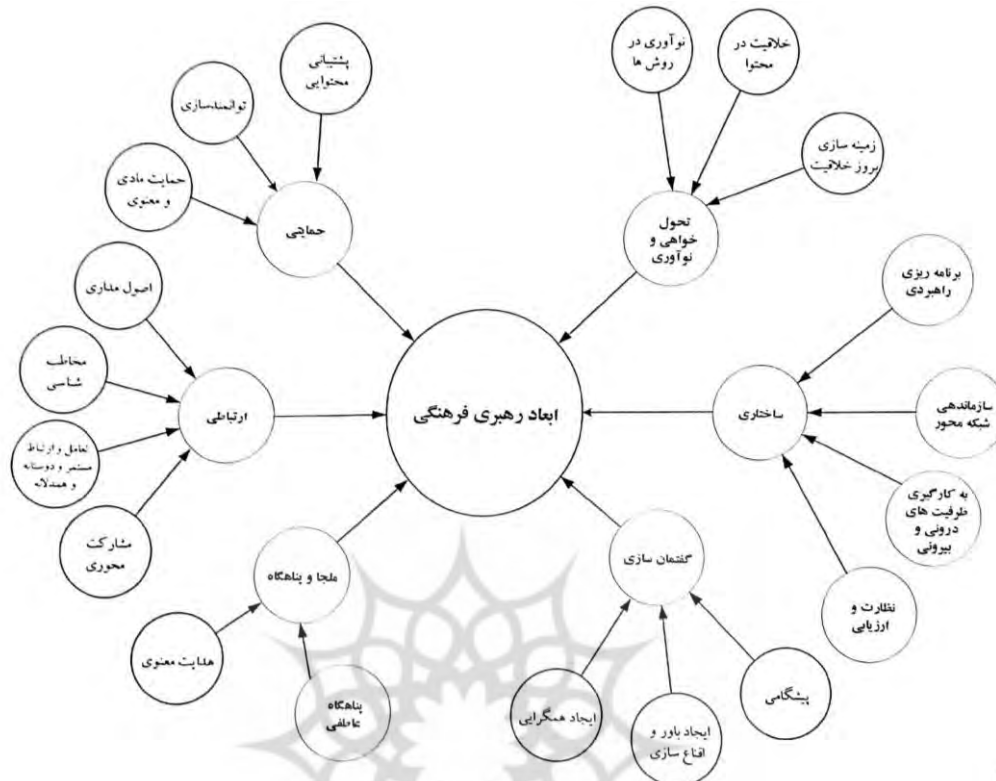 نوآوری در
روش ها
خلاقیت در
محتوا
زمینه سازی
بروز خلاقیت
تحول
خواهی و
نوآوری
پشتیبانی
محتوایی
توانمندسازی
حمایت مادی
و معنوی
حمایتی
برنامه ریزی
راهبردی
سازماندهی
شبکه محور
به کارگیری
ظرفیت های
درونی و
بیرونی
نظارت و
ارزیابی
ساختاری
ابعاد رهبری فرهنگی
اصول مداری
مخاطب
شناسی
تعامل و ارتباط
مستمر و دوستانه
و همدلانه
مشارکت
محوری
ارتباطی
گفتمان سازی
پیشگامی
ایجاد باور و
اقناع سازی
ایجاد همگرایی
ملجا و پناهگاه
هدایت معنوی
پناهگاه
عاطفی